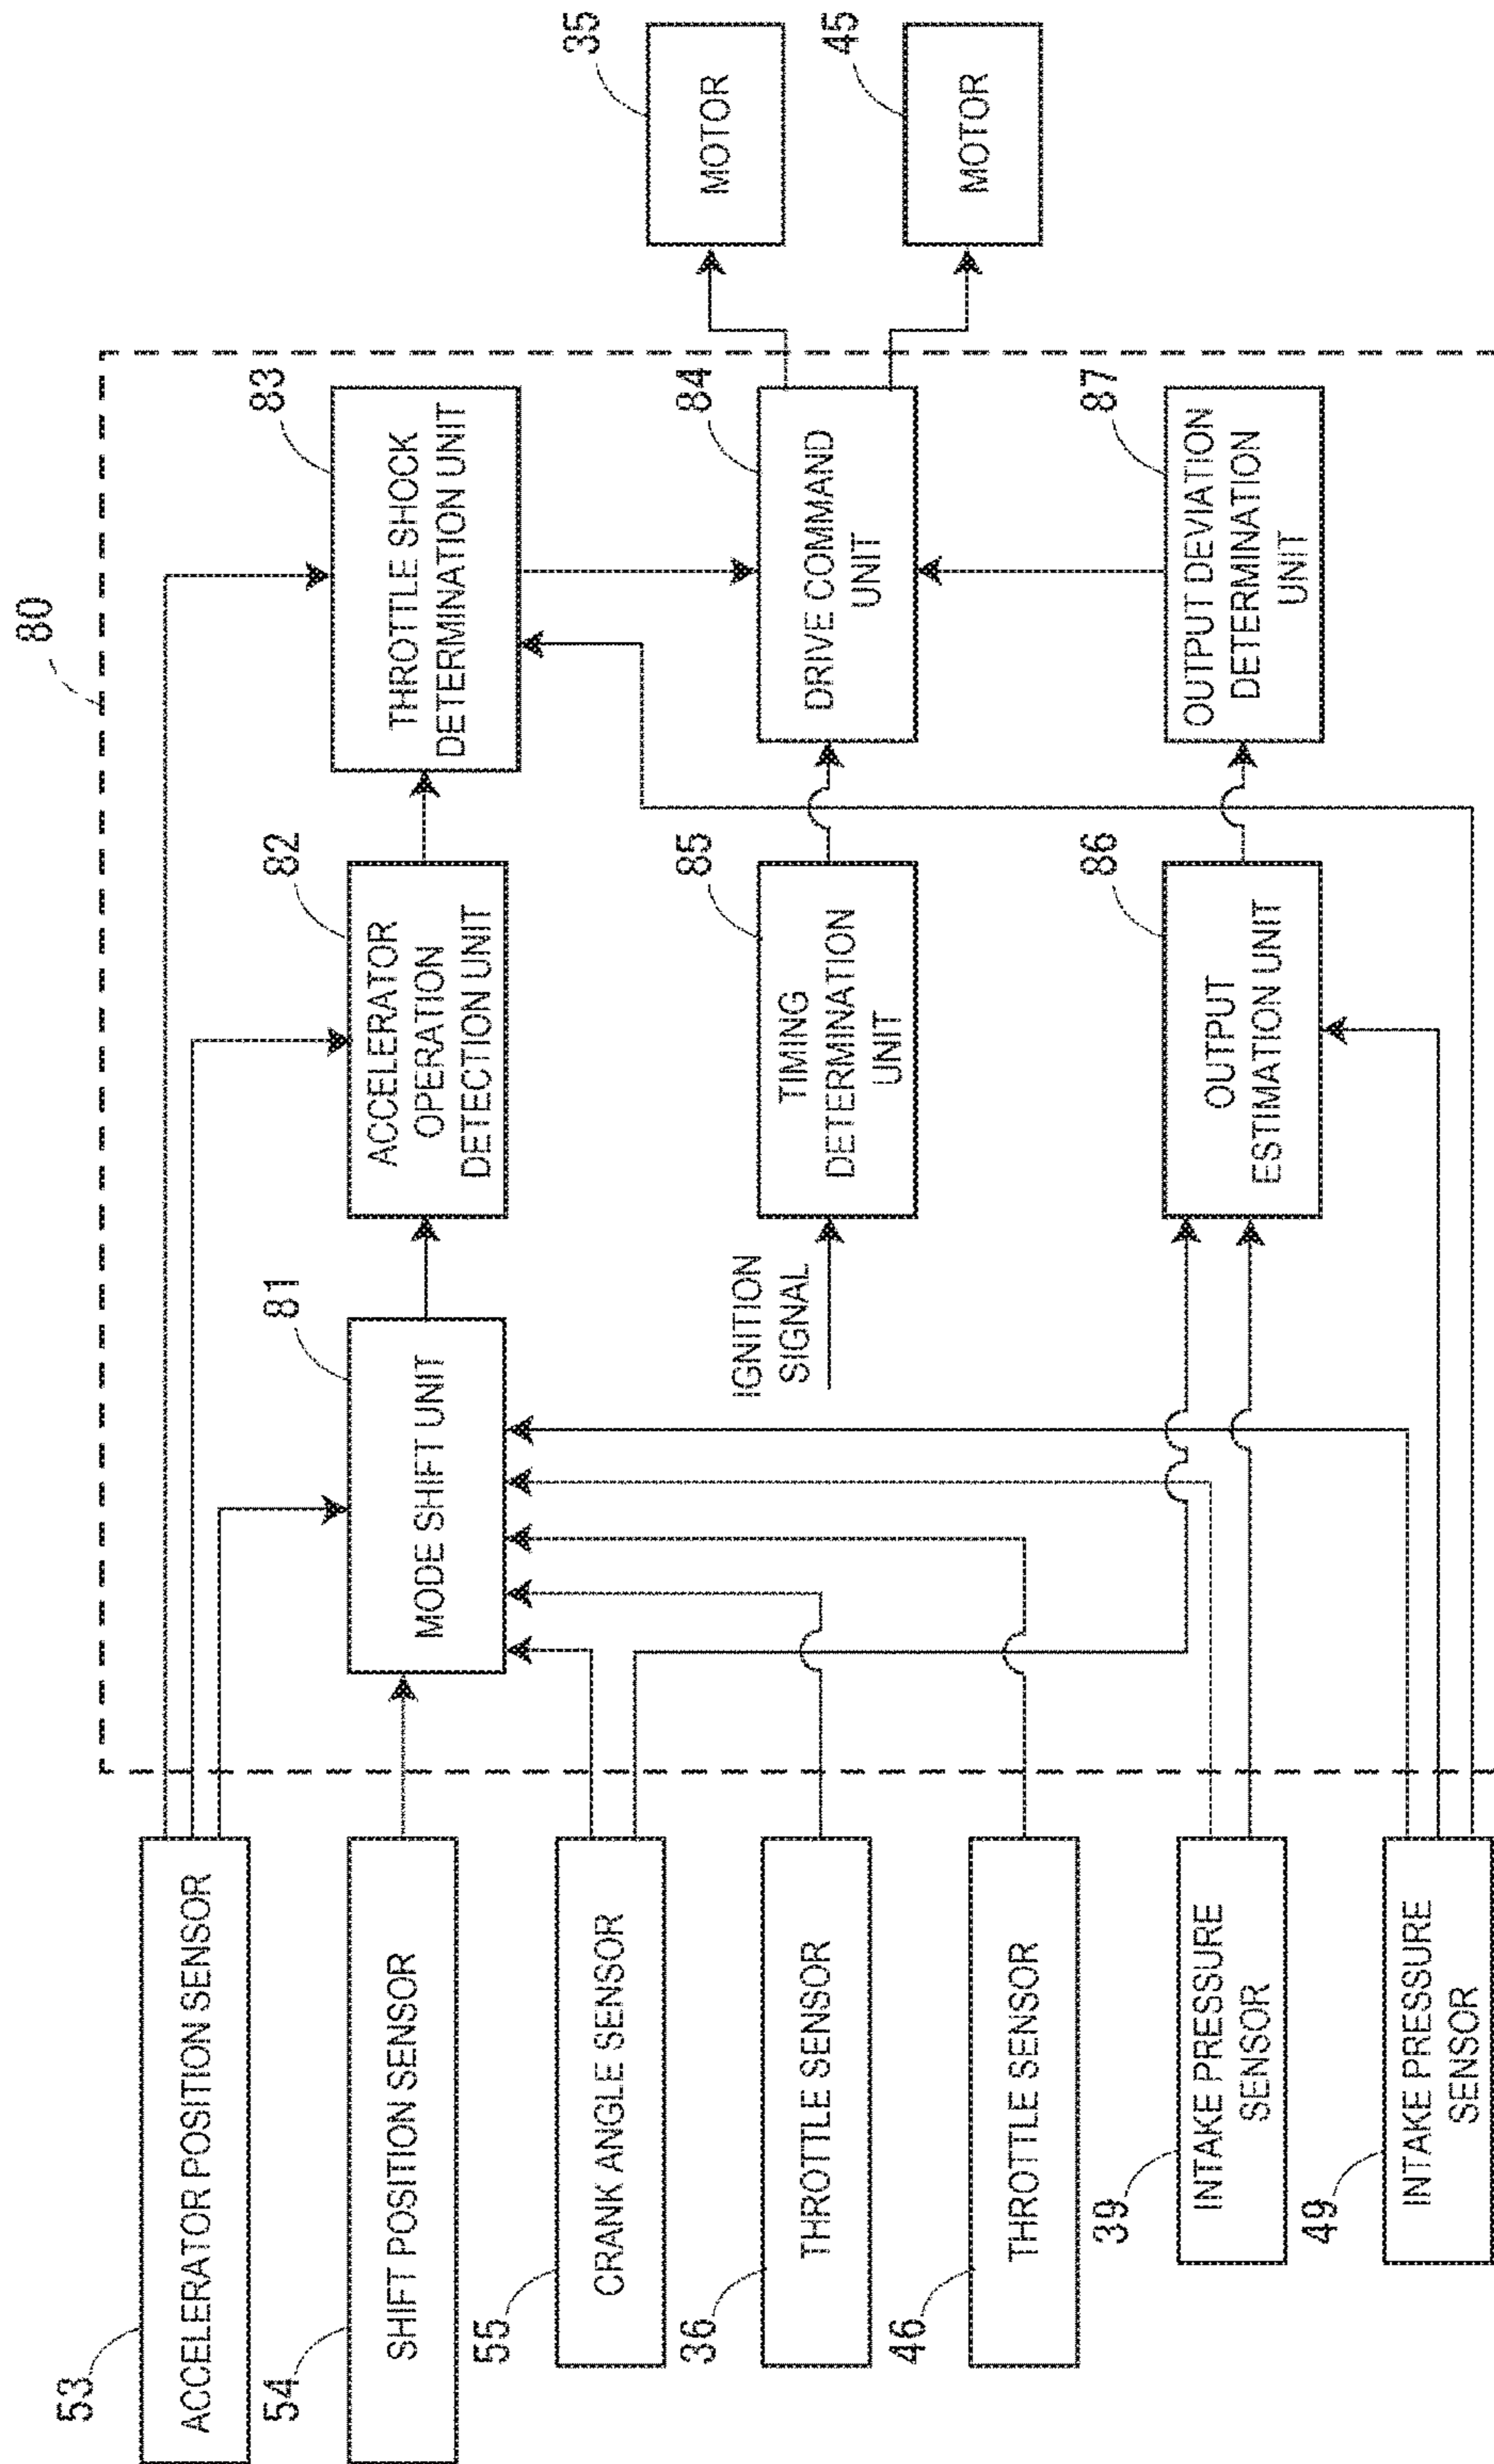 80
53
ACCELERATOR POSITION SENSOR
54
SHIFT POSITION SENSOR
55
CRANK ANGLE SENSOR
36
THROTTLE SENSOR
46
THROTTLE SENSOR
39
INTAKE PRESSURE
SENSOR
49
INTAKE PRESSURE
SENSOR
81
MODE SHIFT UNIT
82
ACCELERATOR
OPERATION
DETECTION UNIT
83
THROTTLE SHOCK
DETERMINATION UNIT
IGNITION
SIGNAL
85
TIMING
DETERMINATION
UNIT
84
DRIVE COMMAND
UNIT
86
OUTPUT
ESTIMATION UNIT
87
OUTPUT DEVIATION
DETERMINATION
UNIT
35
MOTOR
45
MOTOR